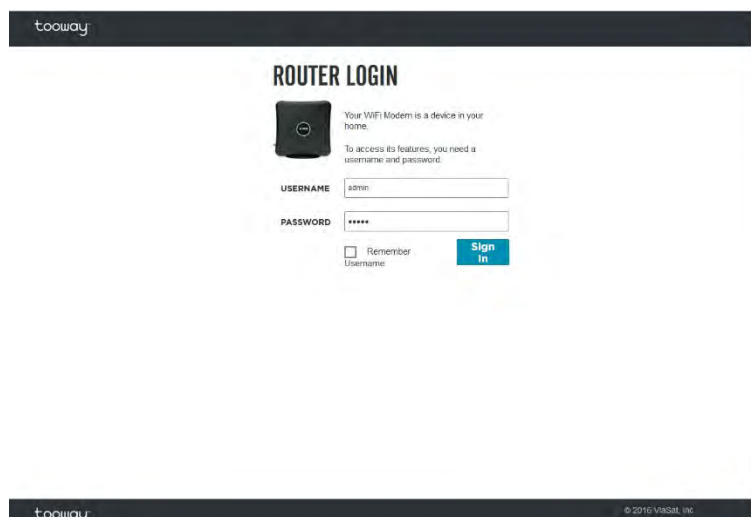 tooway
ROUTER LOGIN
Your WiFi Modem is a device in your
home.
To access its features, you need a
username and password.
USERNAME
admin
PASSWORD
•••••
Remember
Username
Sign
In
tooway
© 2016 ViaSat, Inc